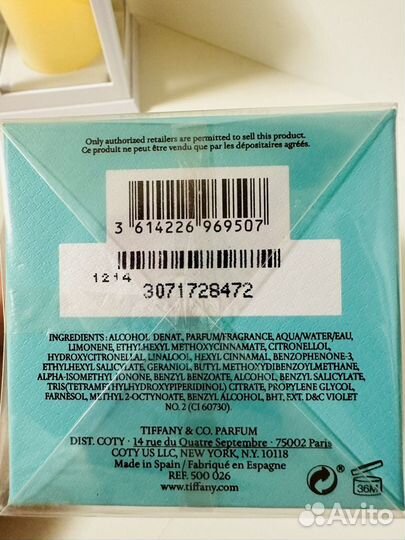 Only authorized retailers are permitted to sell this product.
Ce produit ne peut être vendu que par les dépositaires agréés.
3 614226 969507
1214
3071728472
INGREDIENTS : ALCOHOL DENAT., PARFUM/FRAGRANCE, AQUA/WATER/EAU,
LIMONENE, ETHYLHEXYL METHOXYCINNAMATE, CITRONELLOL,
HYDROXYCITRONELLAL, LINALOOL, HEXYL CINNAMAL, BENZOPHENONE-3,
ETHYLHEXYL SALICYLATE, GERANIOL, BUTYL METHOXYDIBENZOYLMETHANE,
ALPHA-ISOMETHYL IONONE, BENZYL BENZOATE, ALCOHOL, BENZYL SALICYLATE,
TRIS(TETRAMETHYLHYDROXYPIPERIDINOL) CITRATE, PROPYLENE GLYCOL,
FARNESOL, METHYL 2-OCTYNOATE, BENZYL ALCOHOL, BHT, EXT. D&C VIOLET
NO. 2 (CI 60730).
TIFFANY & CO. PARFUM
DIST. COTY · 14 rue du Quatre Septembre · 75002 Paris
COTY US LLC, NEW YORK, N.Y. 10118
Made in Spain / Fabriqué en Espagne
REF. 500 026
www.tiffany.com
36M
Avito